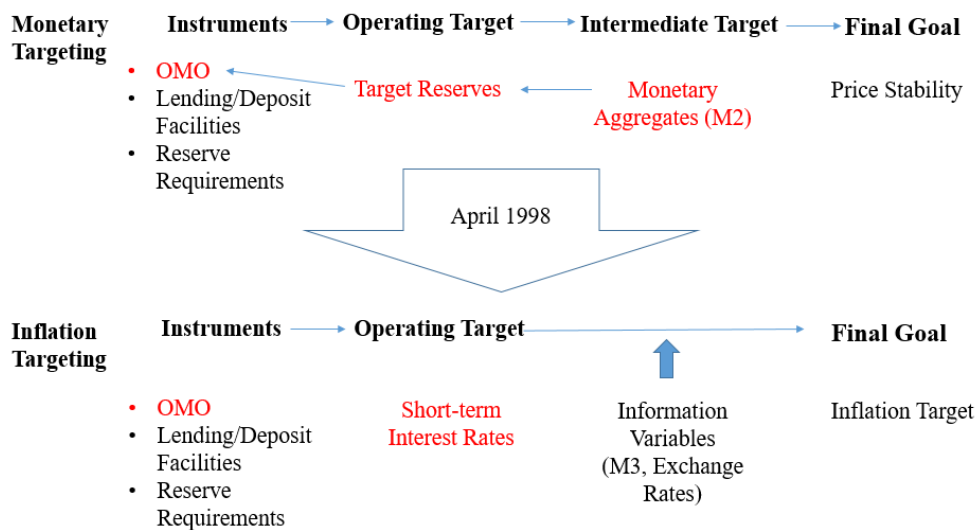 Monetary Targeting
Instruments
Operating Target
Intermediate Target
Final Goal
• OMO
• Lending/Deposit Facilities
• Reserve Requirements
Target Reserves
Monetary Aggregates (M2)
Price Stability
April 1998
Inflation Targeting
Instruments
Operating Target
Final Goal
• OMO
• Lending/Deposit Facilities
• Reserve Requirements
Short-term Interest Rates
Information Variables (M3, Exchange Rates)
Inflation Target